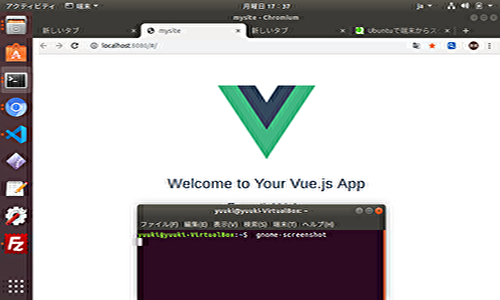 アクティビティ 端末▼ 月曜日 17:37 ja
mysite - Chromium
新しいタブ mysite 新しいタブ Ubuntuで端末からス
localhost:8080/#/
Welcome to Your Vue.js App
yuuki@yuuki-VirtualBox: ~
ファイル(F) 編集(E) 表示(V) 検索(S) 端末(T) ヘルプ(H)
yuuki@yuuki-VirtualBox:~$ gnome-screenshot